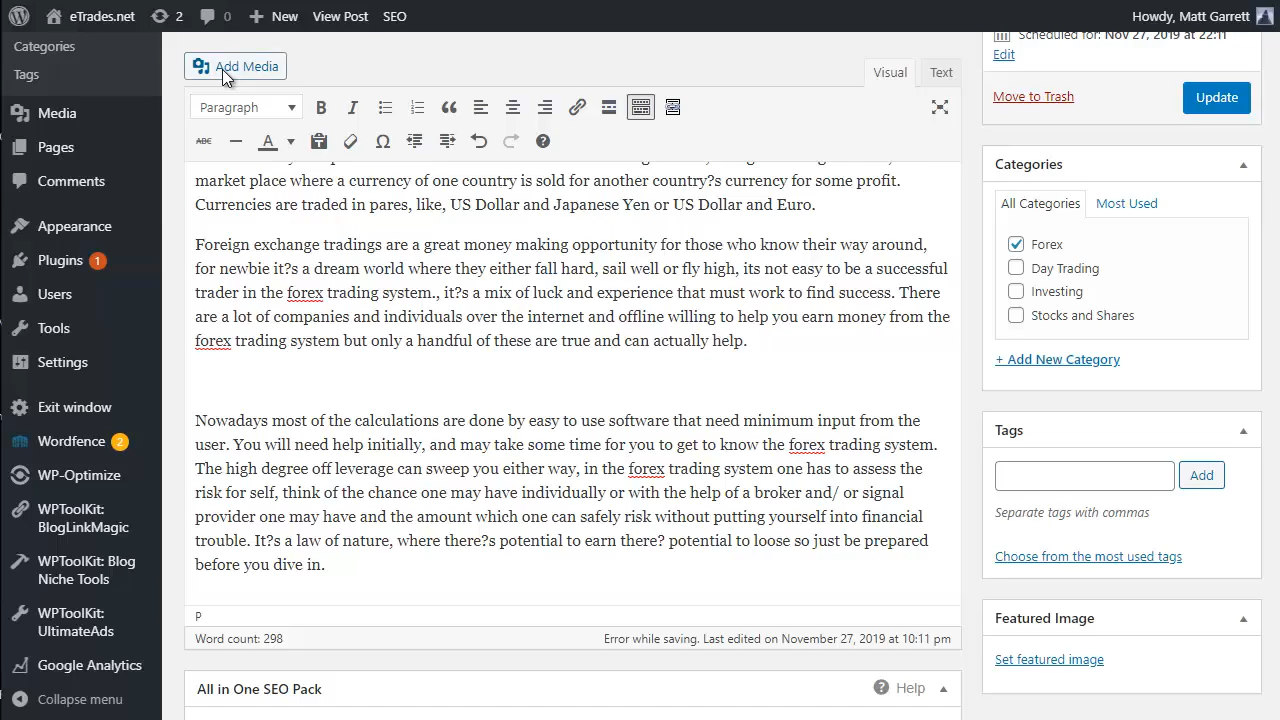 eTrades.net 2 0 New View Post SEO Howdy, Matt Garrett
Categories
Tags
Media
Pages
Comments
Appearance
Plugins 1
Users
Tools
Settings
Exit window
Wordfence 2
WP-Optimize
WPToolKit:
BlogLinkMagic
WPToolKit: Blog
Niche Tools
WPToolKit:
UltimateAds
Google Analytics
Collapse menu
Add Media
Visual Text
Paragraph B I
ABC A
market place where a currency of one country is sold for another country?s currency for some profit.
Currencies are traded in pares, like, US Dollar and Japanese Yen or US Dollar and Euro.
Foreign exchange tradings are a great money making opportunity for those who know their way around,
for newbie it?s a dream world where they either fall hard, sail well or fly high, its not easy to be a successful
trader in the forex trading system., it?s a mix of luck and experience that must work to find success. There
are a lot of companies and individuals over the internet and offline willing to help you earn money from the
forex trading system but only a handful of these are true and can actually help.
Nowadays most of the calculations are done by easy to use software that need minimum input from the
user. You will need help initially, and may take some time for you to get to know the forex trading system.
The high degree off leverage can sweep you either way, in the forex trading system one has to assess the
risk for self, think of the chance one may have individually or with the help of a broker and/ or signal
provider one may have and the amount which one can safely risk without putting yourself into financial
trouble. It?s a law of nature, where there?s potential to earn there? potential to loose so just be prepared
before you dive in.
P
Word count: 298 Error while saving. Last edited on November 27, 2019 at 10:11 pm
All in One SEO Pack Help
Scheduled for: Nov 27, 2019 at 22:11
Edit
Move to Trash Update
Categories
All Categories Most Used
Forex
Day Trading
Investing
Stocks and Shares
+ Add New Category
Tags
Add
Separate tags with commas
Choose from the most used tags
Featured Image
Set featured image